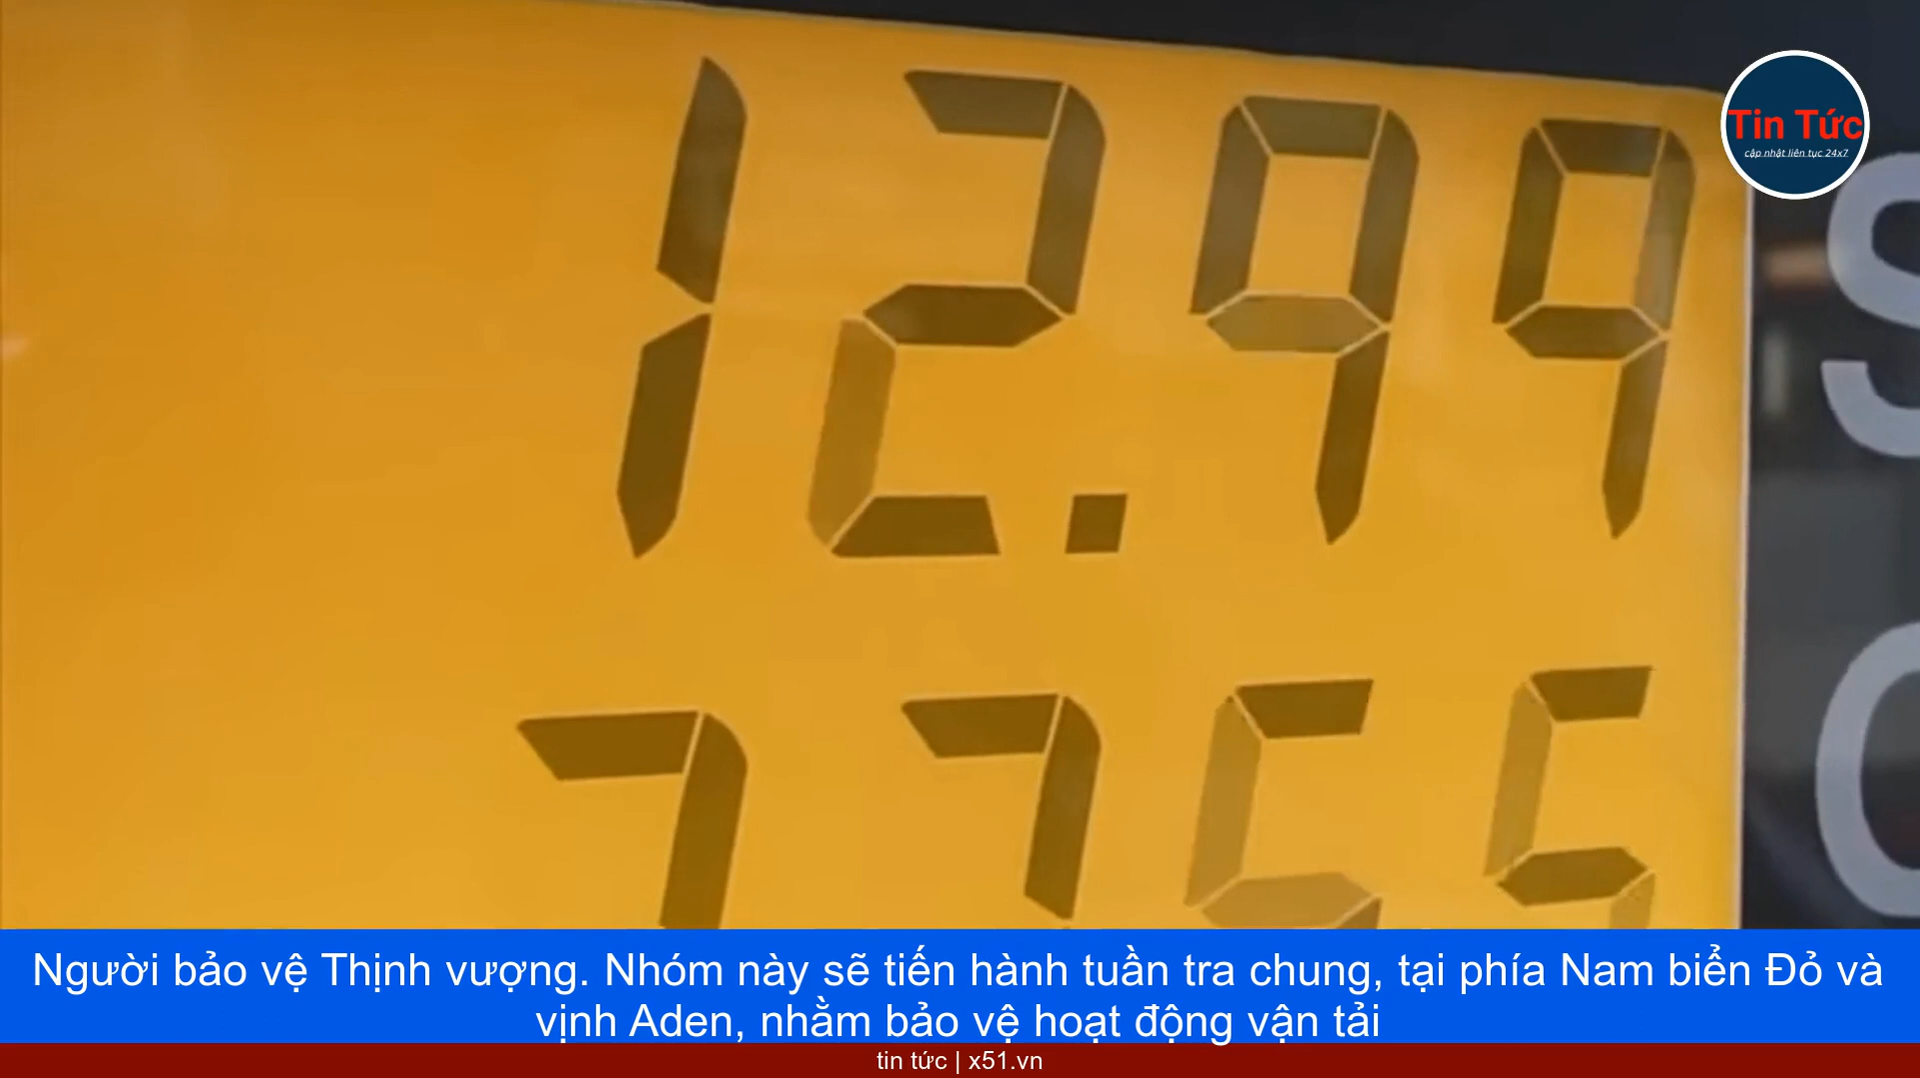 12.99
Tin Tức
cập nhật liên tục 24x7
S
Người bảo vệ Thịnh vượng. Nhóm này sẽ tiến hành tuần tra chung, tại phía Nam biển Đỏ và
vịnh Aden, nhằm bảo vệ hoạt động vận tải
tin tức | x51.vn